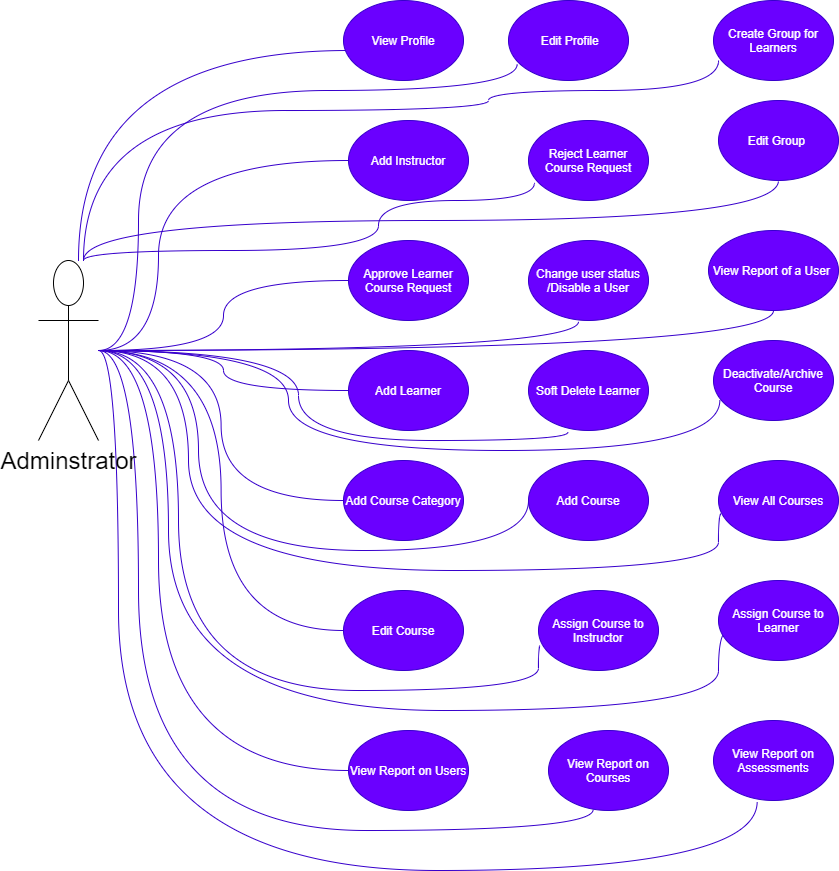 View Profile
Edit Profile
Create Group for
Learners
Add Instructor
Reject Learner
Course Request
Edit Group
Approve Learner
Course Request
Change user status
/Disable a User
View Report of a User
Add Learner
Soft Delete Learner
Deactivate/Archive
Course
Adminstrator
Add Course Category
Add Course
View All Courses
Edit Course
Assign Course to
Instructor
Assign Course to
Learner
View Report on Users
View Report on
Courses
View Report on
Assessments